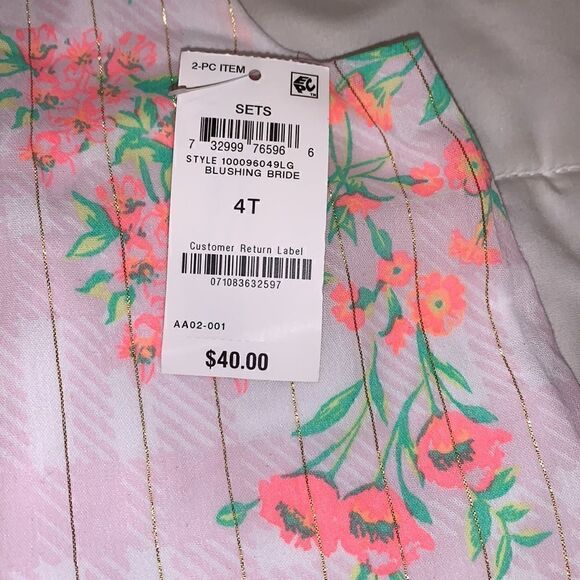 2-PC ITEM
SETS
7 32999 76596 6
STYLE 100096049LG
BLUSHING BRIDE
4T
Customer Return Label
071083632597
AA02-001
$40.00